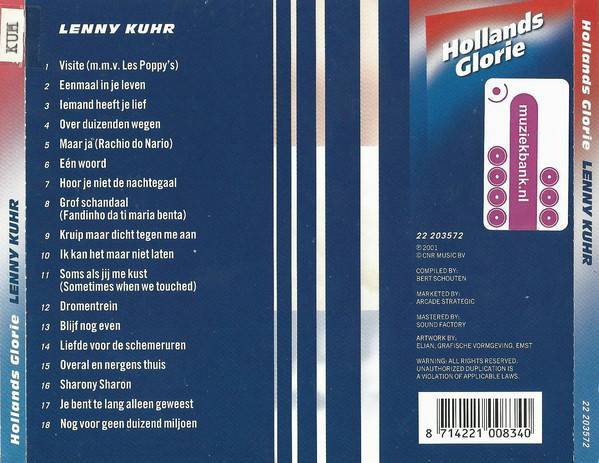 KUH
LENNY KUHR
1 Visite (m.m.v. Les Poppy's)
2 Eenmaal in je leven
3 Iemand heeft je lief
4 Over duizenden wegen
5 Maar ja (Rachio do Nario)
6 Eén woord
7 Hoor je niet de nachtegaal
8 Grof schandaal
(Fandinho da ti maria benta)
9 Kruip maar dicht tegen me aan
10 Ik kan het maar niet laten
11 Soms als jij me kust
(Sometimes when we touched)
12 Dromentrein
13 Blijf nog even
14 Liefde voor de schemeruren
15 Overal en nergens thuis
16 Sharony Sharon
17 Je bent te lang alleen geweest
18 Nog voor geen duizend miljoen
Hollands Glorie LENNY KUHR
Hollands
Glorie
muziekbank.nl
22 203572
℗ 2001
© CNR MUSIC BV
COMPILED BY:
BERT SCHOUTEN
MARKETED BY:
ARCADE STRATEGIC
MASTERED BY:
SOUND FACTORY
ARTWORK BY:
ELIAN, GRAFISCHE VORMGEVING, EMST
WARNING: ALL RIGHTS RESERVED.
UNAUTHORIZED DUPLICATION IS
A VIOLATION OF APPLICABLE LAWS.
8 714221 008340
Hollands Glorie LENNY KUHR
22 203572